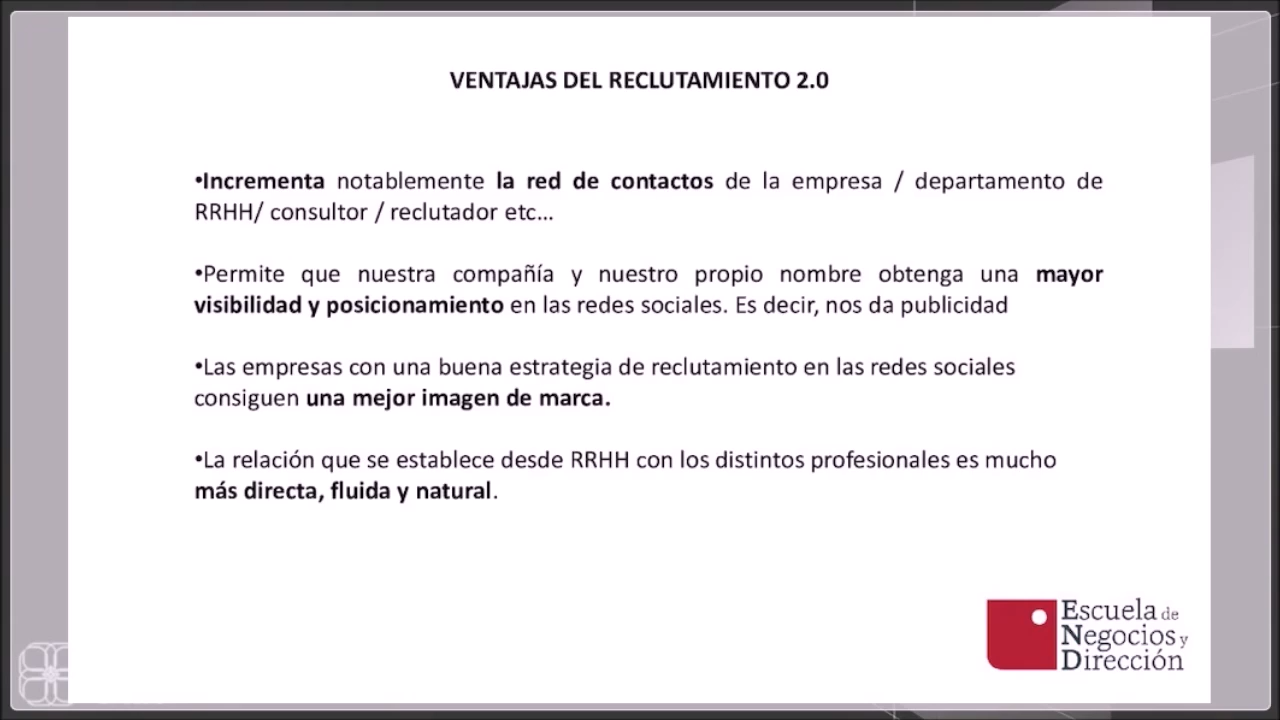 VENTAJAS DEL RECLUTAMIENTO 2.0
•Incrementa notablemente la red de contactos de la empresa / departamento de
RRHH/ consultor / reclutador etc…
•Permite que nuestra compañía y nuestro propio nombre obtenga una mayor
visibilidad y posicionamiento en las redes sociales. Es decir, nos da publicidad
•Las empresas con una buena estrategia de reclutamiento en las redes sociales
consiguen una mejor imagen de marca.
•La relación que se establece desde RRHH con los distintos profesionales es mucho
más directa, fluida y natural.
Escuela de
Negocios y
Dirección